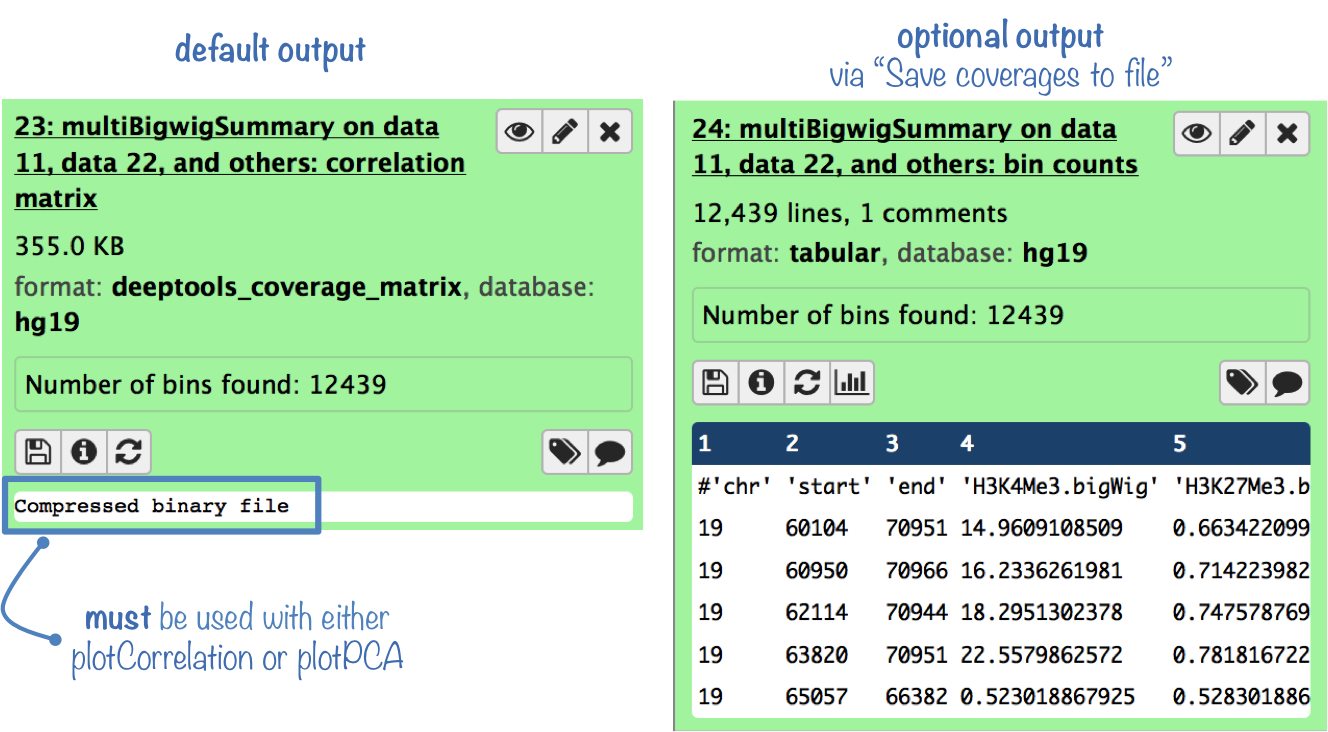 default output
23: multiBigwigSummary on data
11, data 22, and others: correlation
matrix
355.0 KB
format: deeptools_coverage_matrix, database:
hg19
Number of bins found: 12439
Compressed binary file
must be used with either
plotCorrelation or plotPCA
optional output
via “Save coverages to file”
24: multiBigwigSummary on data
11, data 22, and others: bin counts
12,439 lines, 1 comments
format: tabular, database: hg19
Number of bins found: 12439
1 2 3 4 5
#'chr' 'start' 'end' 'H3K4Me3.bigWig' 'H3K27Me3.b
19 60104 70951 14.9609108509 0.663422099
19 60950 70966 16.2336261981 0.714223982
19 62114 70944 18.2951302378 0.747578769
19 63820 70951 22.5579862572 0.781816722
19 65057 66382 0.523018867925 0.528301886